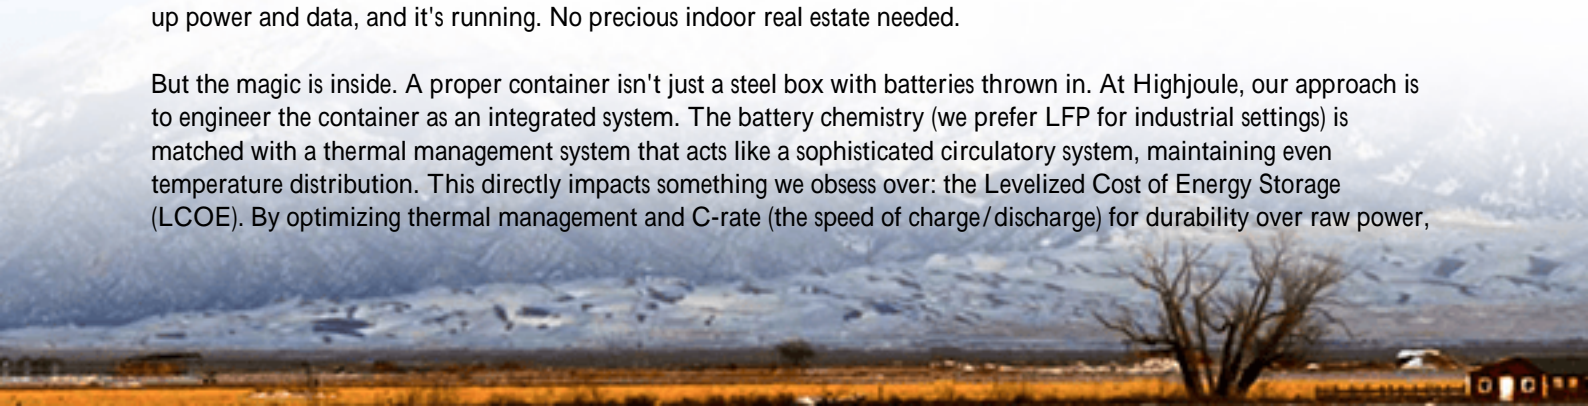 up power and data, and it's running. No precious indoor real estate needed.
But the magic is inside. A proper container isn't just a steel box with batteries thrown in. At Highjoule, our approach is
to engineer the container as an integrated system. The battery chemistry (we prefer LFP for industrial settings) is
matched with a thermal management system that acts like a sophisticated circulatory system, maintaining even
temperature distribution. This directly impacts something we obsess over: the Levelized Cost of Energy Storage
(LCOE). By optimizing thermal management and C-rate (the speed of charge/discharge) for durability over raw power,